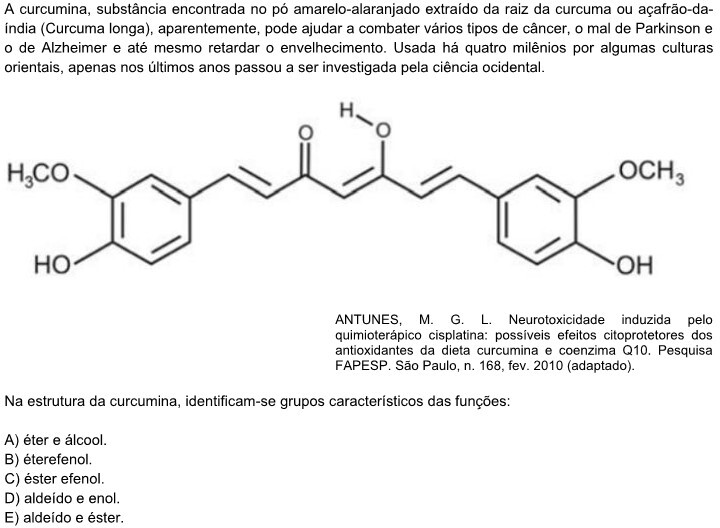 A curcumina, substância encontrada no pó amarelo-alaranjado extraído da raiz da curcuma ou açafrão-da-
índia (Curcuma longa), aparentemente, pode ajudar a combater vários tipos de câncer, o mal de Parkinson e
o de Alzheimer e até mesmo retardar o envelhecimento. Usada há quatro milênios por algumas culturas
orientais, apenas nos últimos anos passou a ser investigada pela ciência ocidental.
H
O
O
H₃CO
OCH₃
HO
OH
ANTUNES, M. G. L. Neurotoxicidade induzida pelo
quimioterápico cisplatina: possíveis efeitos citoprotetores dos
antioxidantes da dieta curcumina e coenzima Q10. Pesquisa
FAPESP. São Paulo, n. 168, fev. 2010 (adaptado).
Na estrutura da curcumina, identificam-se grupos característicos das funções:
A) éter e álcool.
B) éterefenol.
C) éster efenol.
D) aldeído e enol.
E) aldeído e éster.